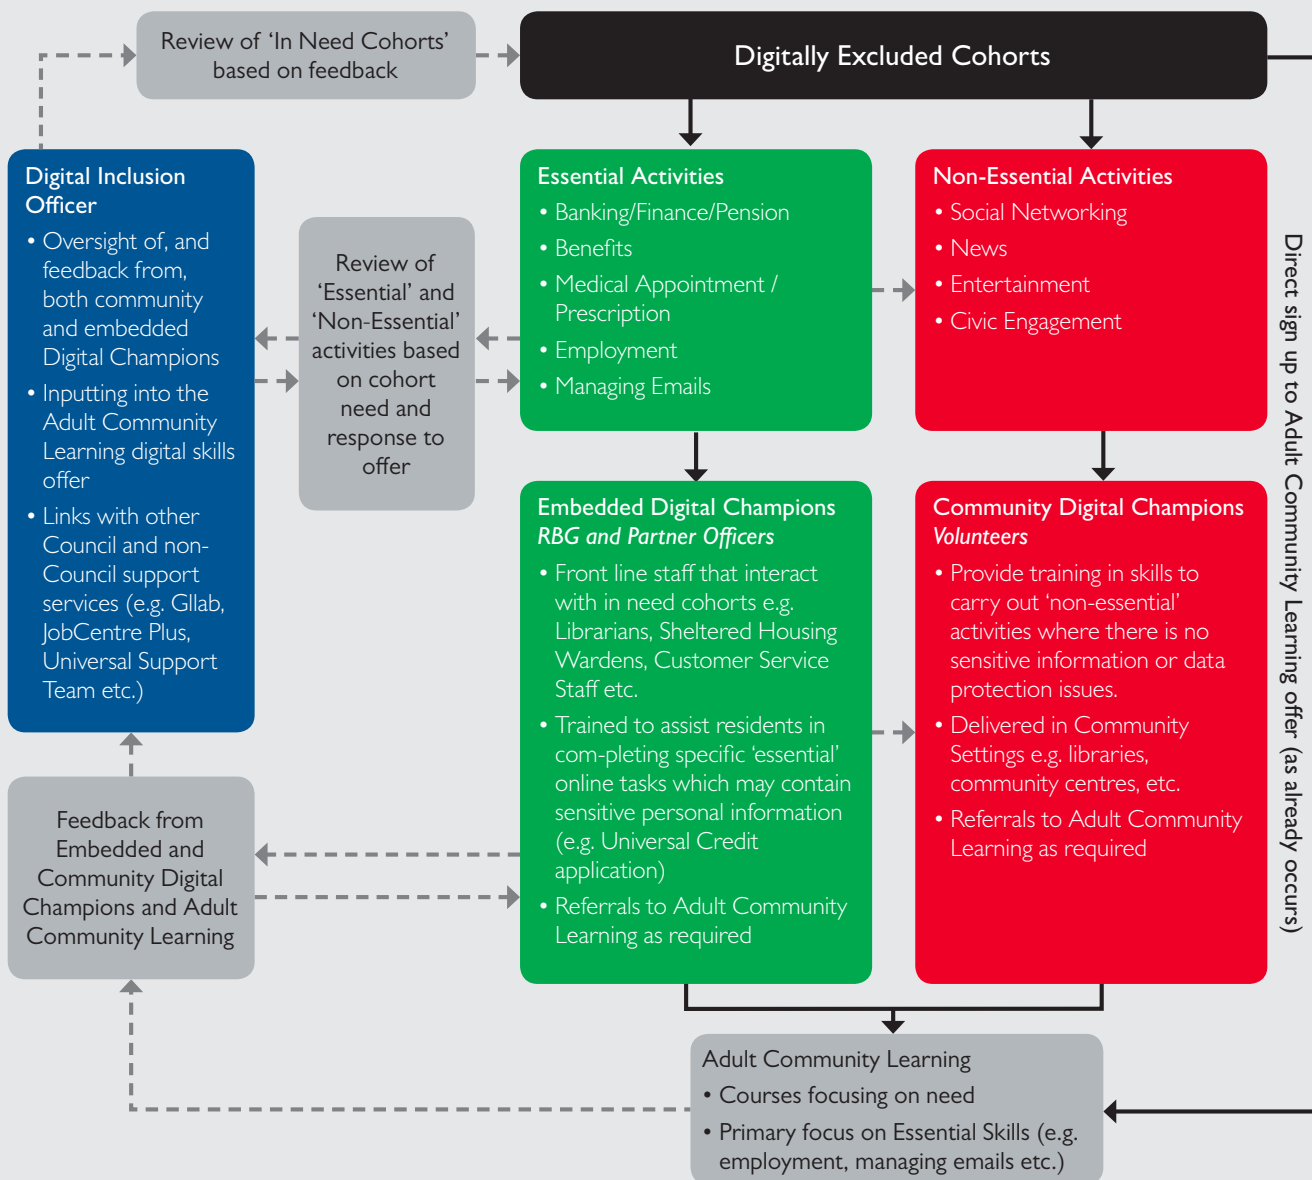 Review of ‘In Need Cohorts’
based on feedback
Digitally Excluded Cohorts
Digital Inclusion
Officer
• Oversight of, and
feedback from,
both community
and embedded
Digital Champions
• Inputting into the
Adult Community
Learning digital skills
offer
• Links with other
Council and non-
Council support
services (e.g. Gllab,
JobCentre Plus,
Universal Support
Team etc.)
Review of
‘Essential’ and
‘Non-Essential’
activities based
on cohort
need and
response to
offer
Essential Activities
• Banking/Finance/Pension
• Benefits
• Medical Appointment /
Prescription
• Employment
• Managing Emails
Non-Essential Activities
• Social Networking
• News
• Entertainment
• Civic Engagement
Direct sign up to Adult Community Learning offer (as already occurs)
Embedded Digital Champions
RBG and Partner Officers
• Front line staff that interact
with in need cohorts e.g.
Librarians, Sheltered Housing
Wardens, Customer Service
Staff etc.
• Trained to assist residents in
com-pleting specific ‘essential’
online tasks which may contain
sensitive personal information
(e.g. Universal Credit
application)
• Referrals to Adult Community
Learning as required
Community Digital Champions
Volunteers
• Provide training in skills to
carry out ‘non-essential’
activities where there is no
sensitive information or data
protection issues.
• Delivered in Community
Settings e.g. libraries,
community centres, etc.
• Referrals to Adult Community
Learning as required
Feedback from
Embedded and
Community Digital
Champions and Adult
Community Learning
Adult Community Learning
• Courses focusing on need
• Primary focus on Essential Skills (e.g.
employment, managing emails etc.)